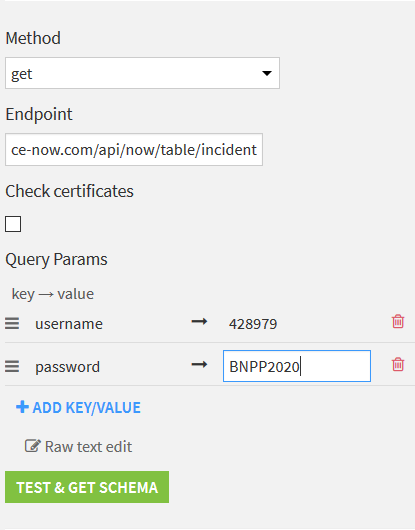 Method
get
Endpoint
ce-now.com/api/now/table/incident
Check certificates
Query Params
key → value
username → 428979
password → BNPP2020
ADD KEY/VALUE
Raw text edit
TEST & GET SCHEMA